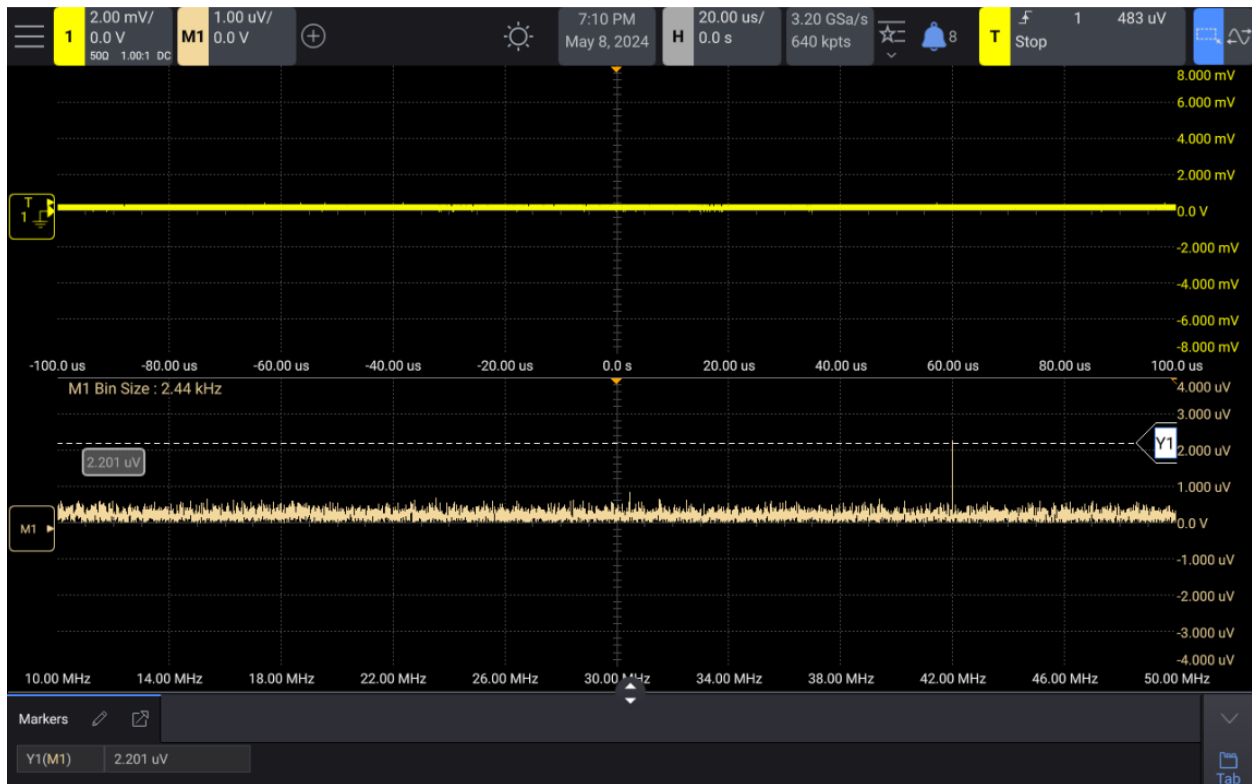 1 2.00 mV/ 0.0 V 50Ω 1.00:1 DC
M1 1.00 uV/ 0.0 V
7:10 PM
May 8, 2024
H 20.00 us/ 0.0 s
3.20 GSa/s
640 kpts
8
T 1 483 uV
Stop
8.000 mV
6.000 mV
4.000 mV
2.000 mV
T
1
0.0 V
-2.000 mV
-4.000 mV
-6.000 mV
-8.000 mV
-100.0 us -80.00 us -60.00 us -40.00 us -20.00 us 0.0 s 20.00 us 40.00 us 60.00 us 80.00 us 100.0 us
M1 Bin Size : 2.44 kHz
4.000 uV
3.000 uV
Y1
2.201 uV
2.000 uV
1.000 uV
M1
0.0 V
-1.000 uV
-2.000 uV
-3.000 uV
-4.000 uV
10.00 MHz 14.00 MHz 18.00 MHz 22.00 MHz 26.00 MHz 30.00 MHz 34.00 MHz 38.00 MHz 42.00 MHz 46.00 MHz 50.00 MHz
Markers
Y1(M1) 2.201 uV
Tab